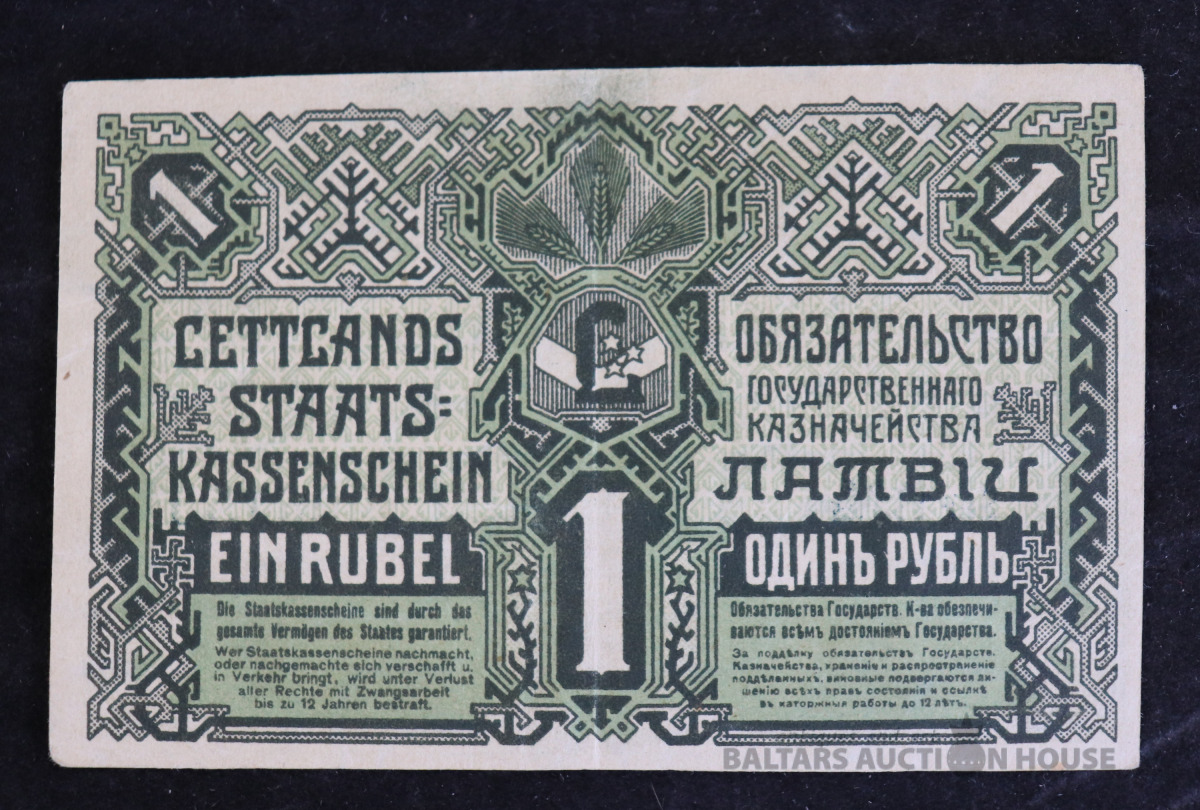 1
1
LETTLANDS
STAATS=
KASSENSCHEIN
EIN RUBEL
Die Staatskassenscheine sind durch das
gesamte Vermögen des Staates garantiert.
Wer Staatskassenscheine nachmacht,
oder nachgemachte sich verschafft u.
in Verkehr bringt, wird unter Verlust
aller Rechte mit Zwangsarbeit
bis zu 12 Jahren bestraft.
L
1
ОБЯЗАТЕЛЬСТВО
ГОСУДАРСТВЕННАГО
КАЗНАЧЕЙСТВА
ЛАТВІИ
ОДИНЪ РУБЛЬ
Обязательства Государств. К-ва обезпечи-
ваются всѣмъ достояніемъ Государства.
За поддѣлку обязательствъ Государств.
Казначейства, храненіе и распространеніе
поддѣланныхъ, виновные подвергаются ли-
шенію всѣхъ правъ состоянія и ссылкѣ
въ каторжныя работы до 12 лѣтъ.
BALTARS AUCTION HOUSE